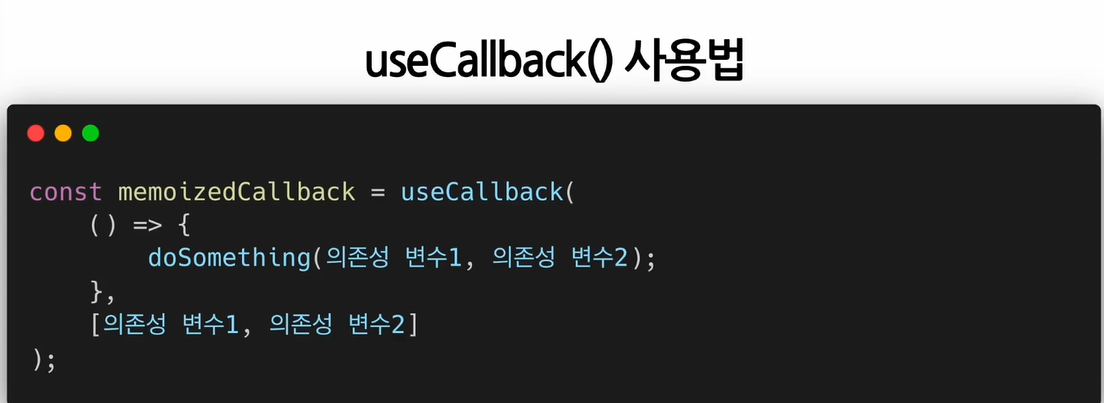 useCallback() 사용법
const memoizedCallback = useCallback(
    () => {
        doSomething(의존성 변수1, 의존성 변수2);
    },
    [의존성 변수1, 의존성 변수2]
);